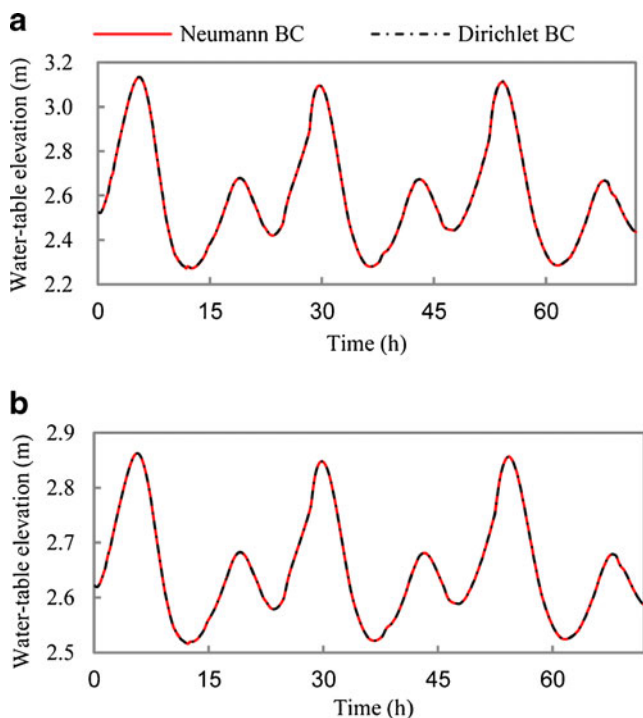 a
Neumann BC
Dirichlet BC
Water-table elevation (m)
3.2
3.0
2.8
2.6
2.4
2.2
0 15 30 45 60
Time (h)
b
Water-table elevation (m)
2.9
2.8
2.7
2.6
2.5
0 15 30 45 60
Time (h)